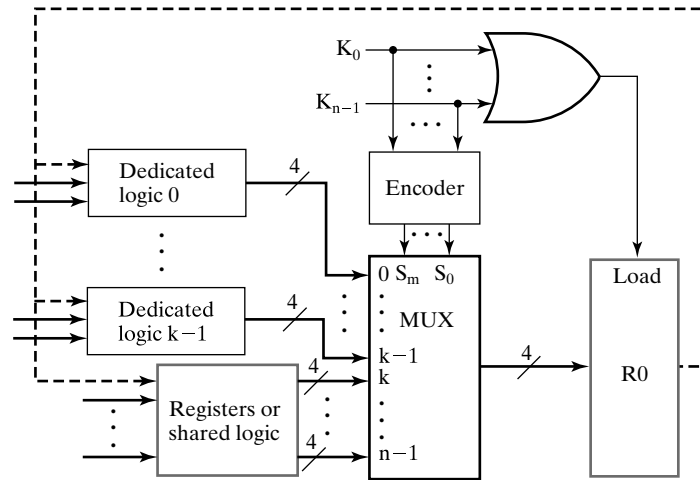 K0
Kn−1
Dedicated
logic 0
4
Encoder
0 Sm S0
MUX
Load
Dedicated
logic k−1
4
k−1
k
4
R0
Registers or
shared logic
4
4
n−1